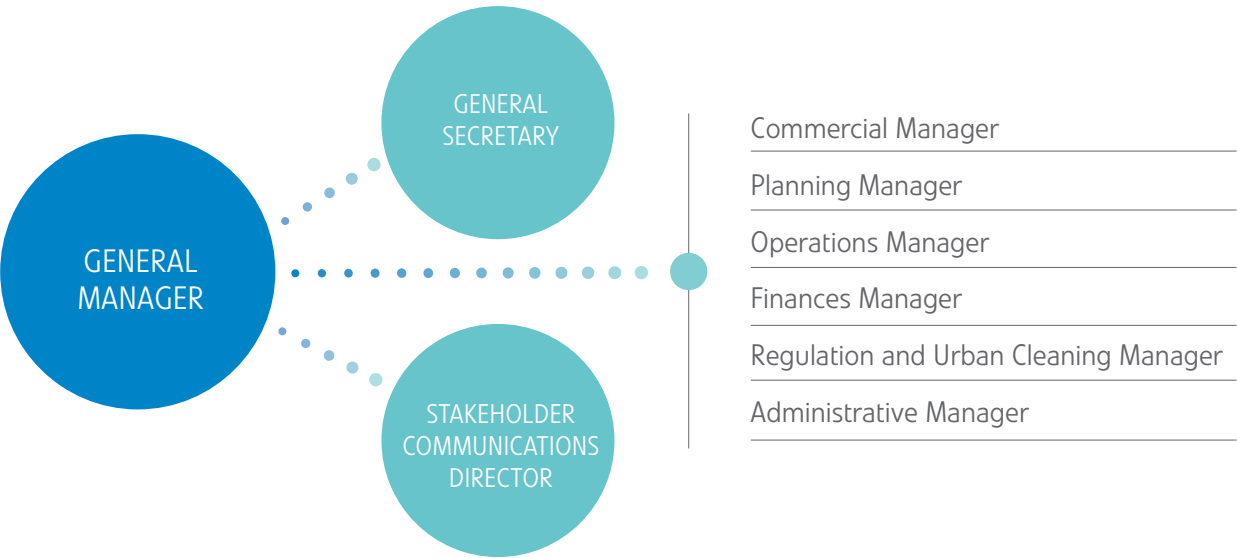 GENERAL
MANAGER
GENERAL
SECRETARY
STAKEHOLDER
COMMUNICATIONS
DIRECTOR
Commercial Manager
Planning Manager
Operations Manager
Finances Manager
Regulation and Urban Cleaning Manager
Administrative Manager